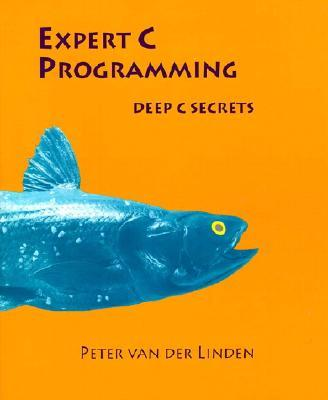 Expert C
Programming
Deep C Secrets
Peter van der Linden